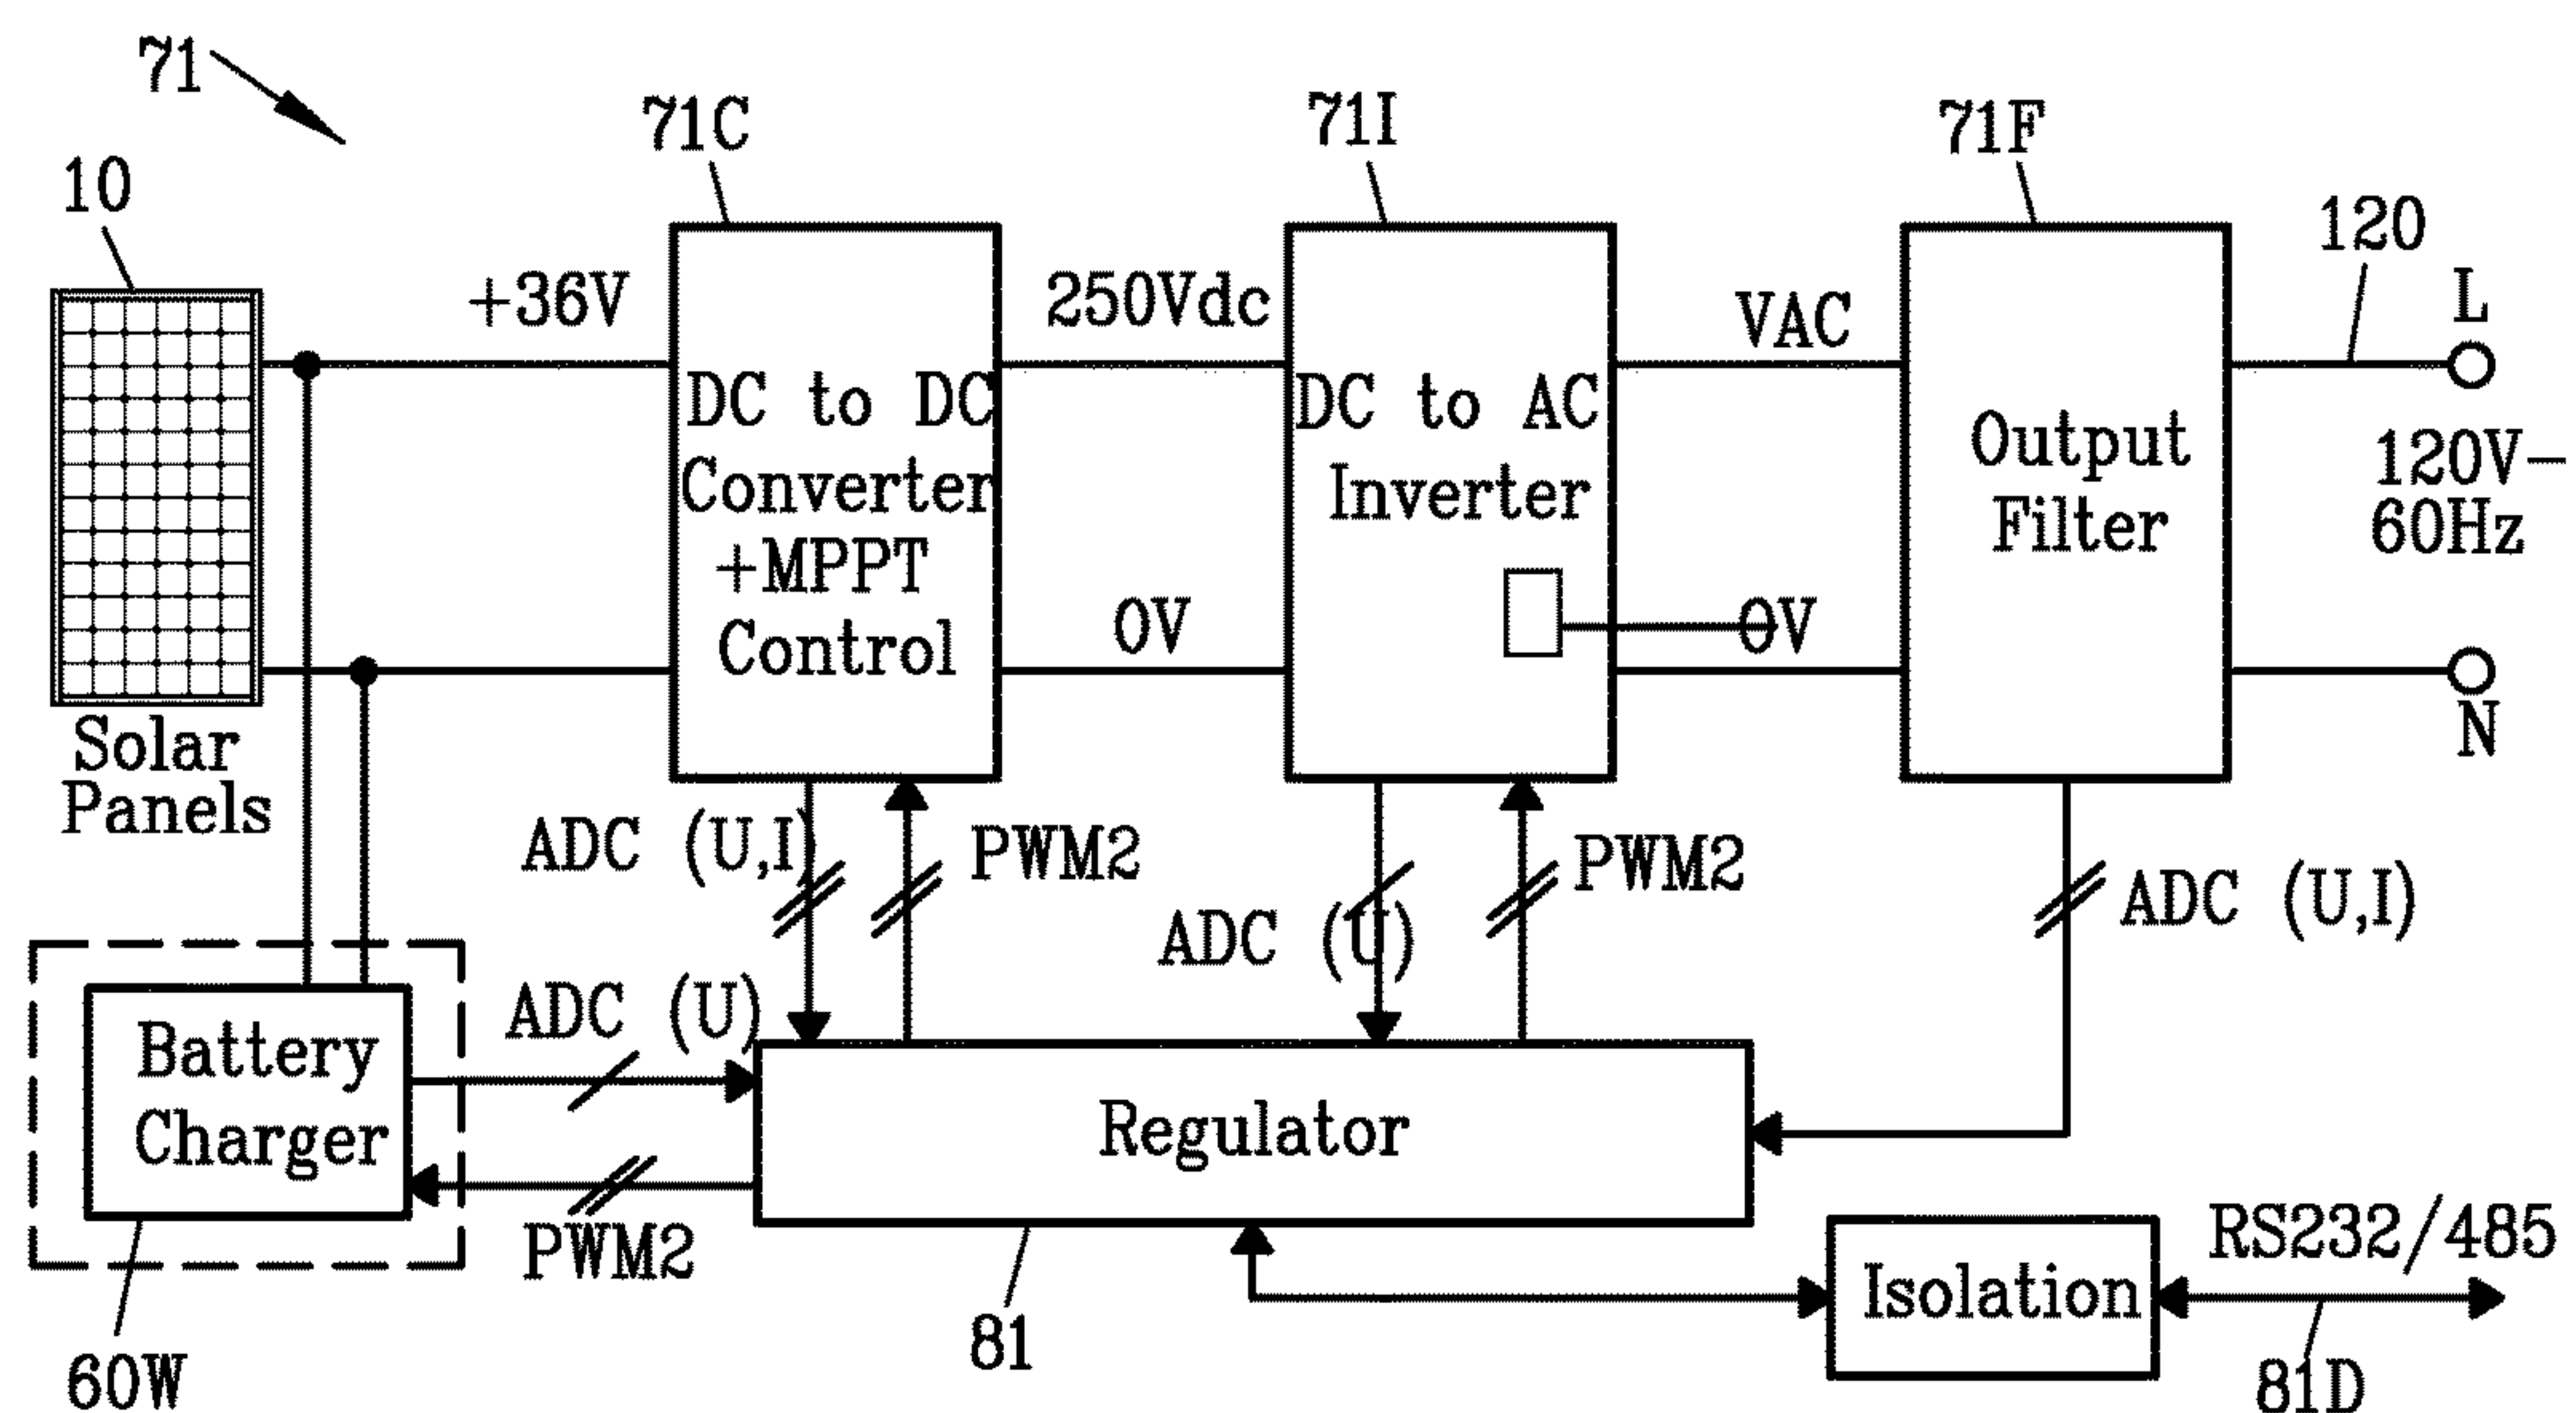 71
10
71C
71I
71F
120
L
+36V
250Vdc
VAC
DC to DC
Converter
+MPPT
Control
0V
DC to AC
Inverter
0V
Output
Filter
120V-
60Hz
N
Solar
Panels
ADC (U,I)
PWM2
ADC (U)
PWM2
ADC (U,I)
Battery
Charger
ADC (U)
PWM2
Regulator
60W
81
Isolation
RS232/485
81D